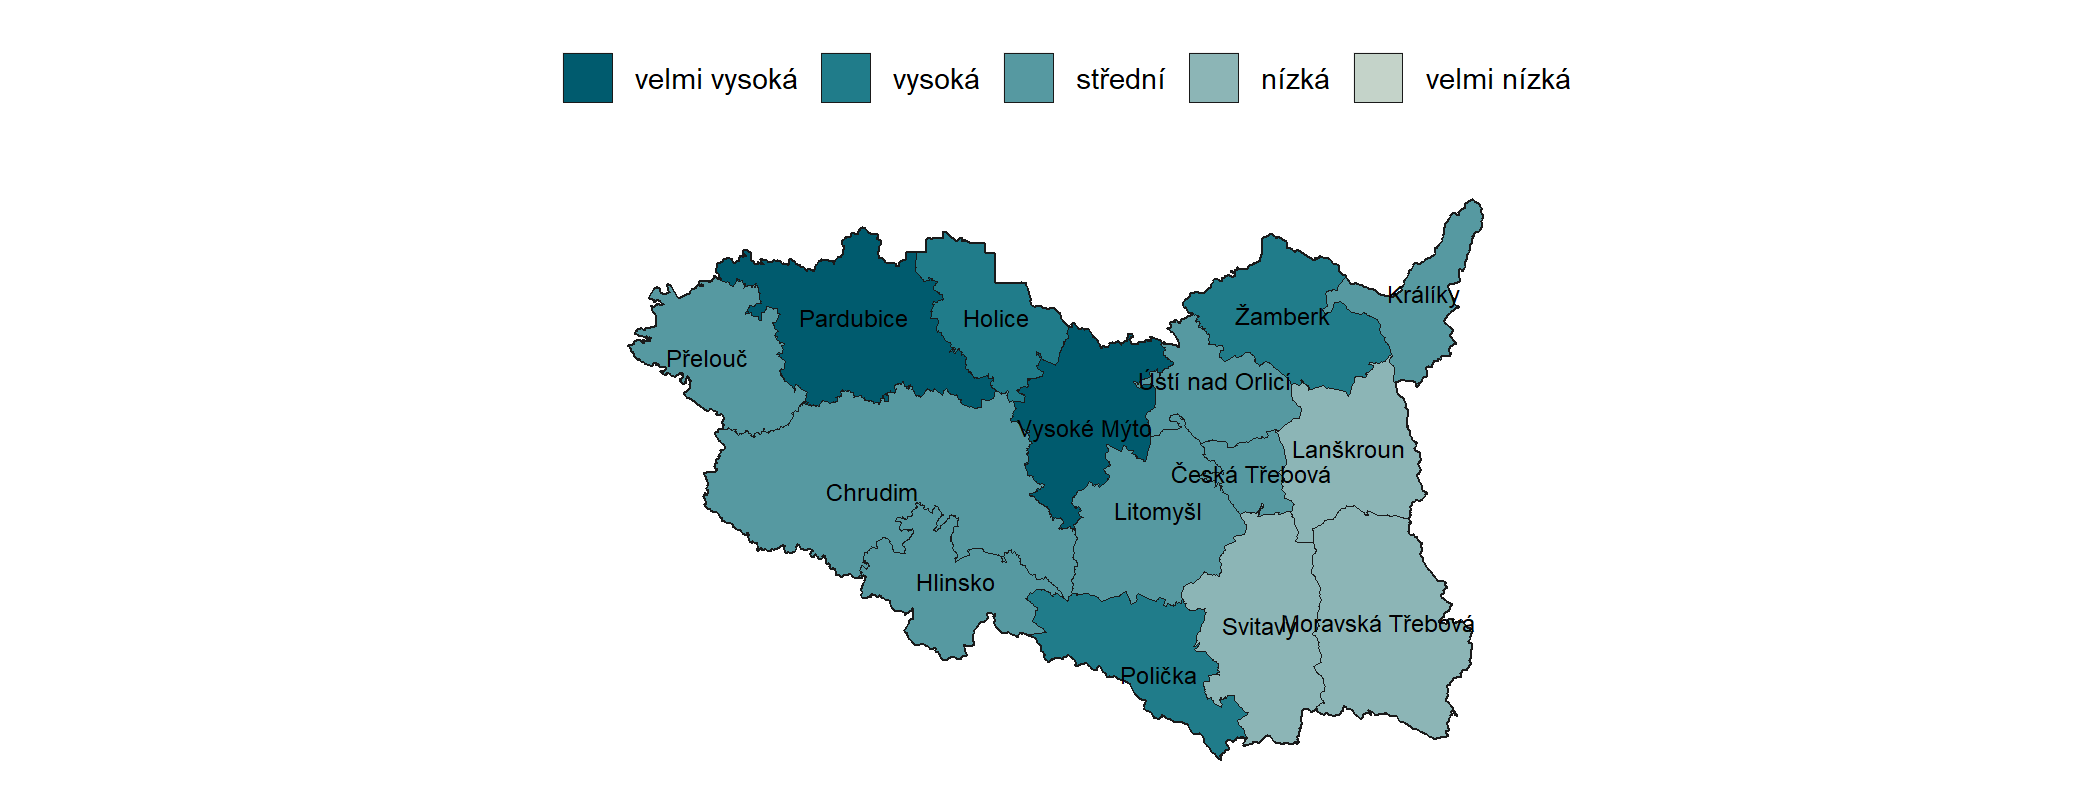 velmi vysoká
vysoká
střední
nízká
velmi nízká
Králíky
Pardubice
Holice
Žamberk
Přelouč
Ústí nad Orlicí
Vysoké Mýto
Lanškroun
Česká Třebová
Chrudim
Litomyšl
Hlinsko
Svitavy
Moravská Třebová
Polička